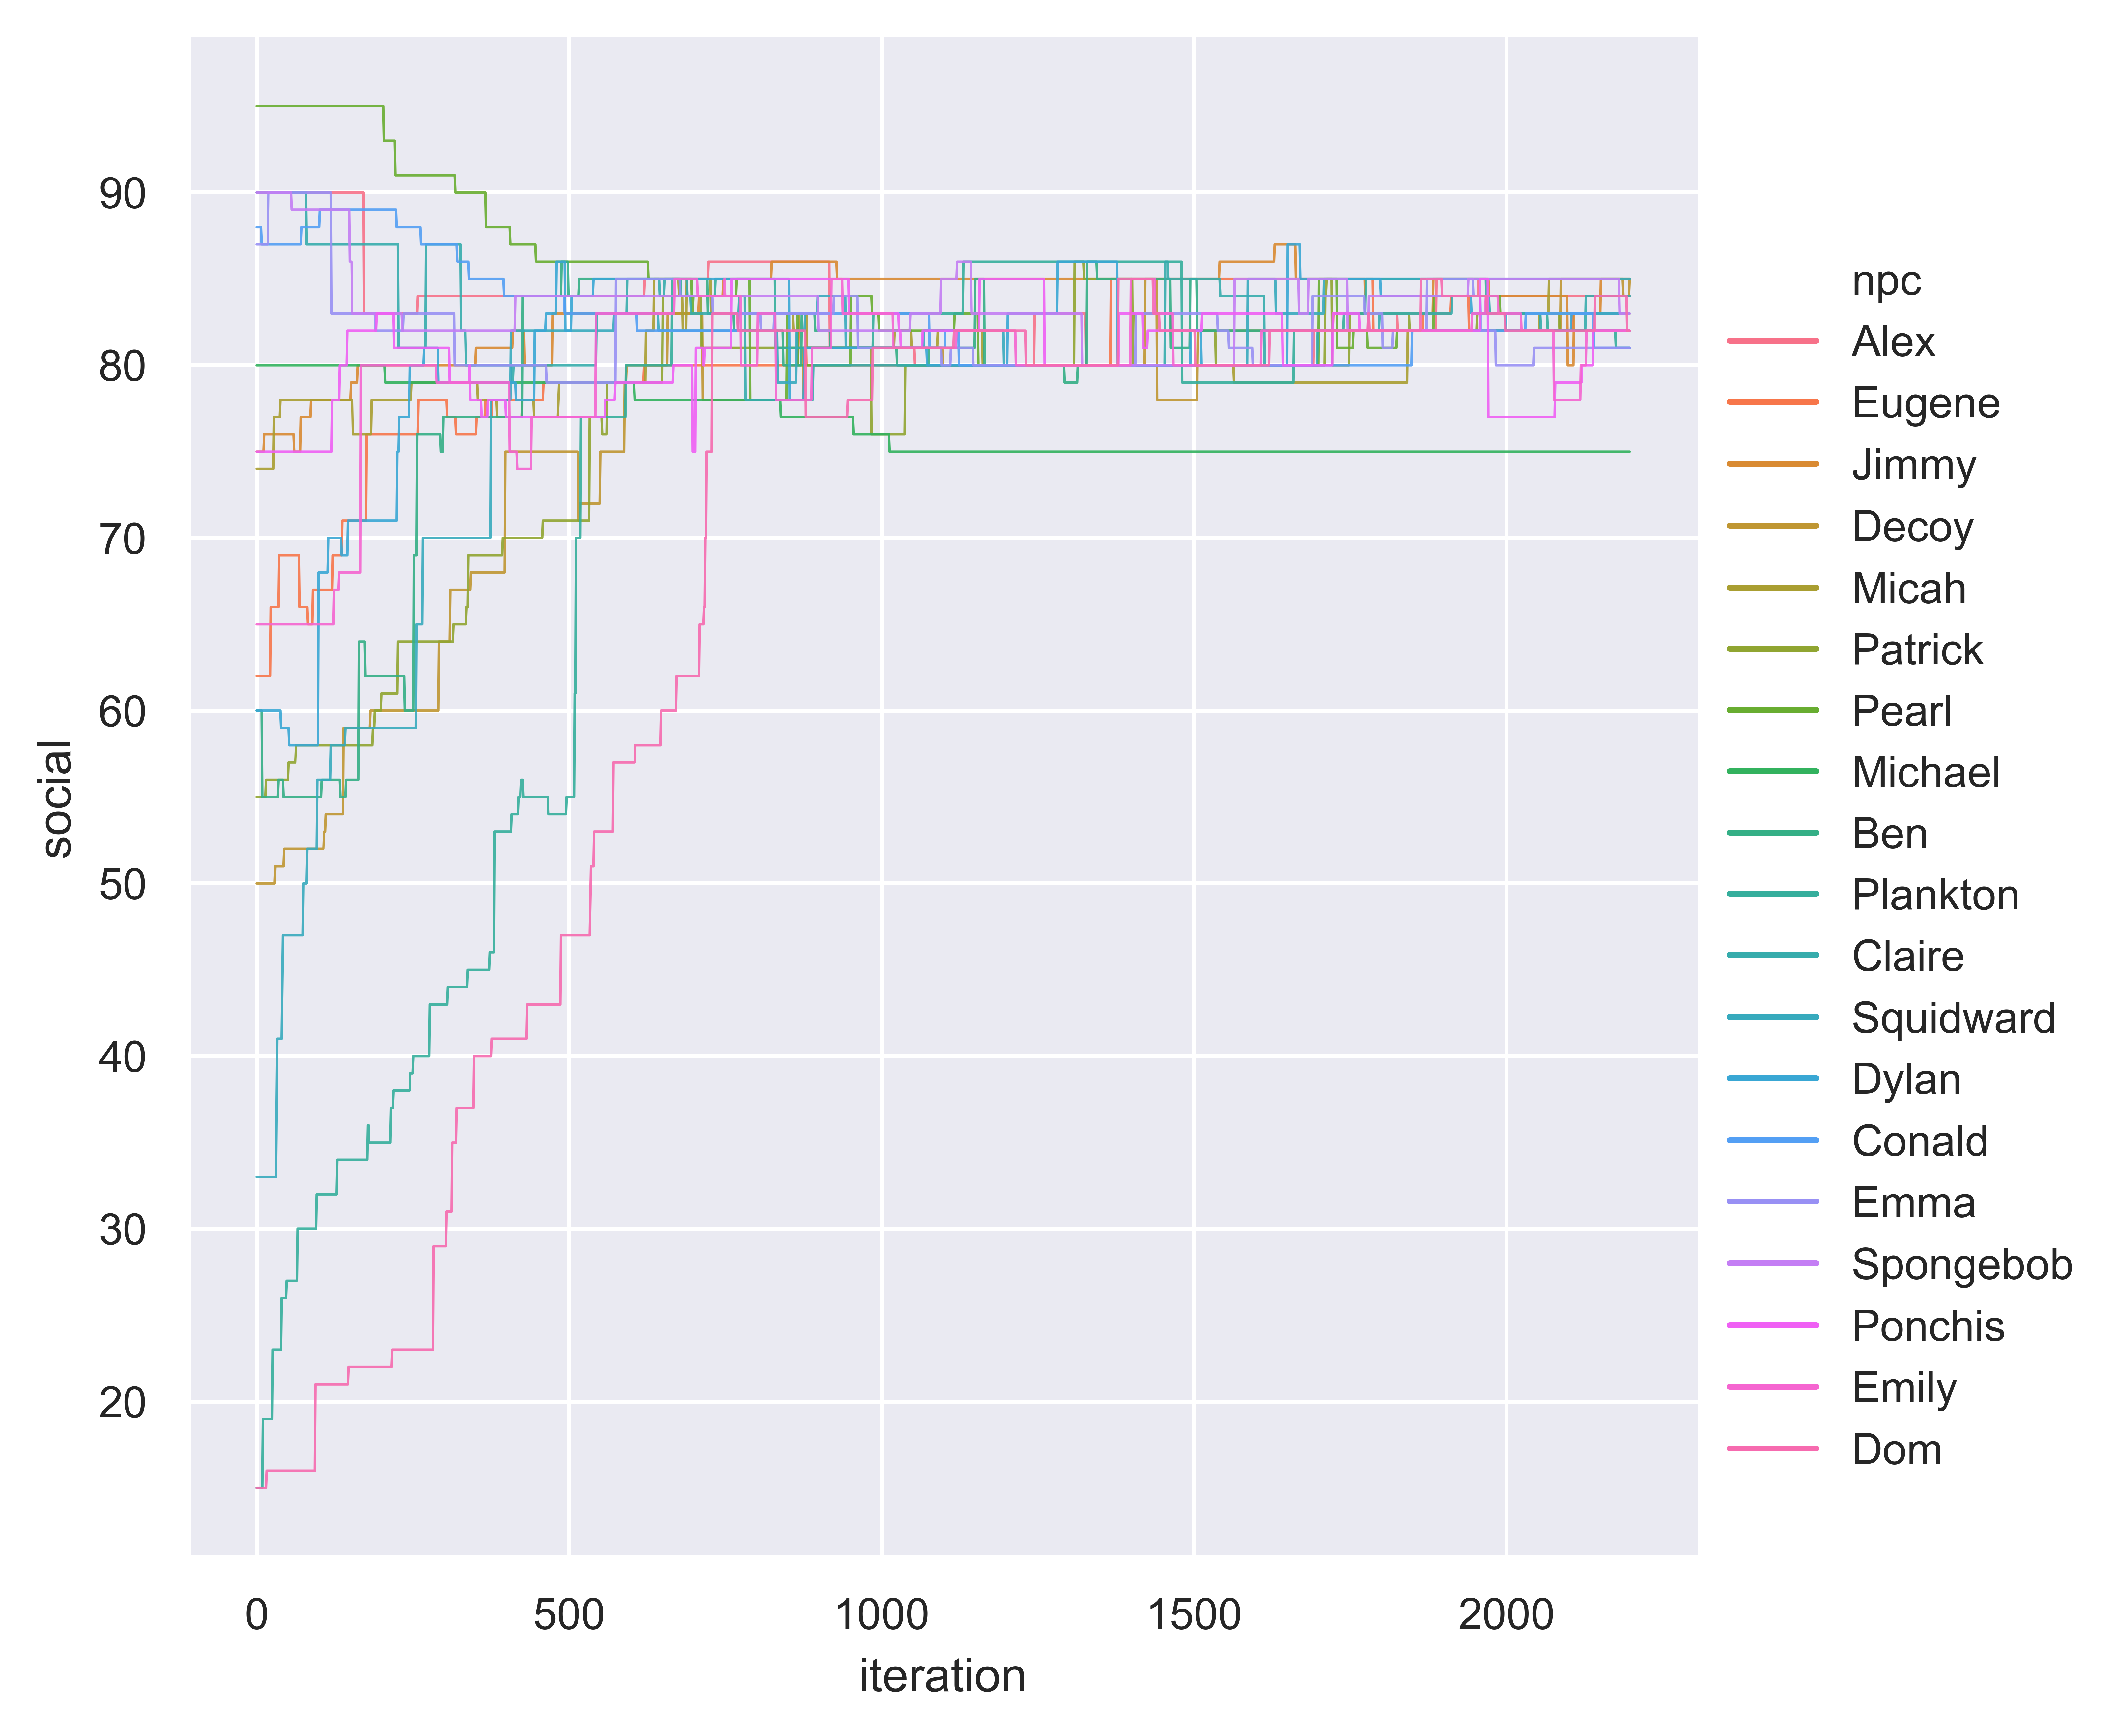 social
90
80
70
60
50
40
30
20
0 500 1000 1500 2000
iteration
npc
Alex
Eugene
Jimmy
Decoy
Micah
Patrick
Pearl
Michael
Ben
Plankton
Claire
Squidward
Dylan
Conald
Emma
Spongebob
Ponchis
Emily
Dom